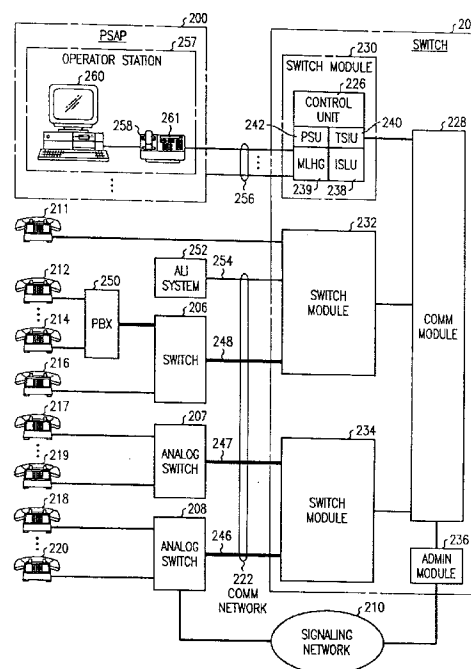 200
PSAP
257
OPERATOR STATION
260
258
261
256
20
SWITCH
230
SWITCH MODULE
226
CONTROL
UNIT
242
PSU
TSIU
240
MLHG
ISLU
239
238
228
COMM
MODULE
211
212
214
216
250
PBX
252
ALI
SYSTEM
254
206
SWITCH
248
232
SWITCH
MODULE
217
219
207
ANALOG
SWITCH
247
234
SWITCH
MODULE
218
220
208
ANALOG
SWITCH
246
222
COMM
NETWORK
236
ADMIN
MODULE
210
SIGNALING
NETWORK